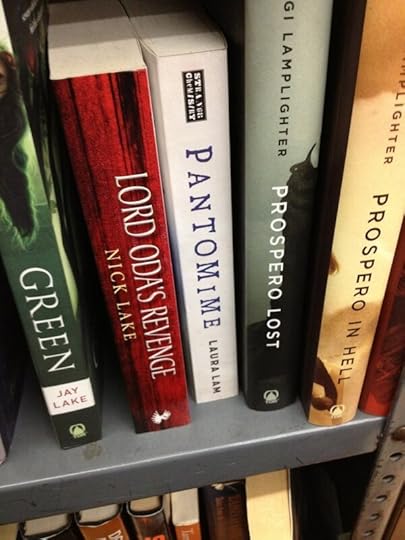 GREEN
JAY
LAKE
LORD ODA'S REVENGE
NICK LAKE
STRANGE
CHEMISTRY
PANTOMIME
LAURA LAM
GI LAMPLIGHTER
PROSPERO LOST
MPLIGHTER
PROSPERO IN HELL